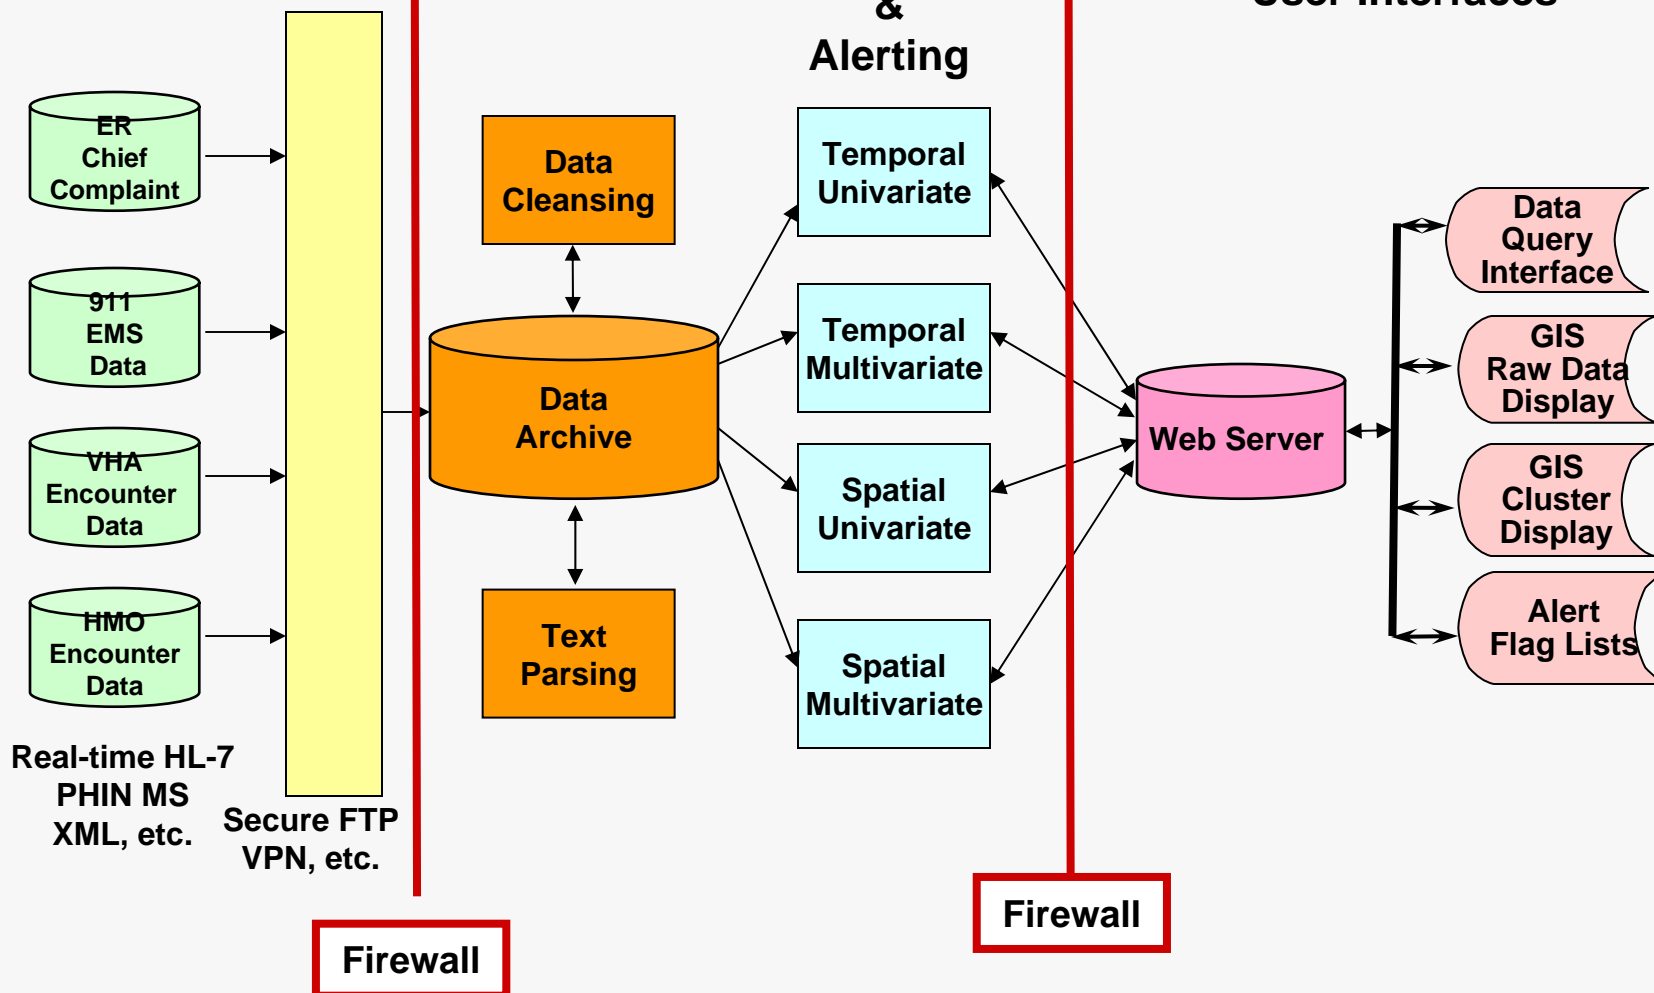 &
Alerting
User Interfaces
ER
Chief
Complaint
911
EMS
Data
VHA
Encounter
Data
HMO
Encounter
Data
Real-time HL-7
PHIN MS
XML, etc.
Secure FTP
VPN, etc.
Data
Cleansing
Data
Archive
Text
Parsing
Temporal
Univariate
Temporal
Multivariate
Spatial
Univariate
Spatial
Multivariate
Web Server
Data
Query
Interface
GIS
Raw Data
Display
GIS
Cluster
Display
Alert
Flag Lists
Firewall
Firewall